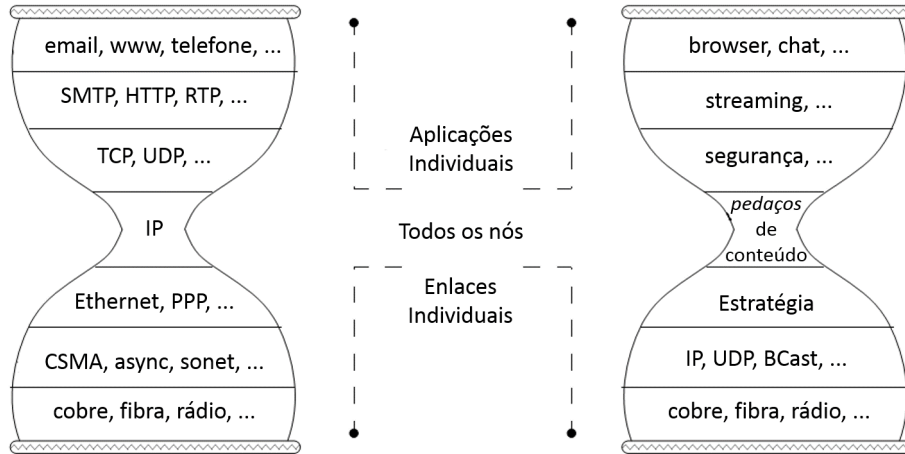 email, www, telefone, ...
SMTP, HTTP, RTP, ...
TCP, UDP, ...
IP
Ethernet, PPP, ...
CSMA, async, sonet, ...
cobre, fibra, rádio, ...
Aplicações
Individuais
Todos os nós
Enlaces
Individuais
browser, chat, ...
streaming, ...
segurança, ...
pedaços
de
conteúdo
Estratégia
IP, UDP, BCast, ...
cobre, fibra, rádio, ...